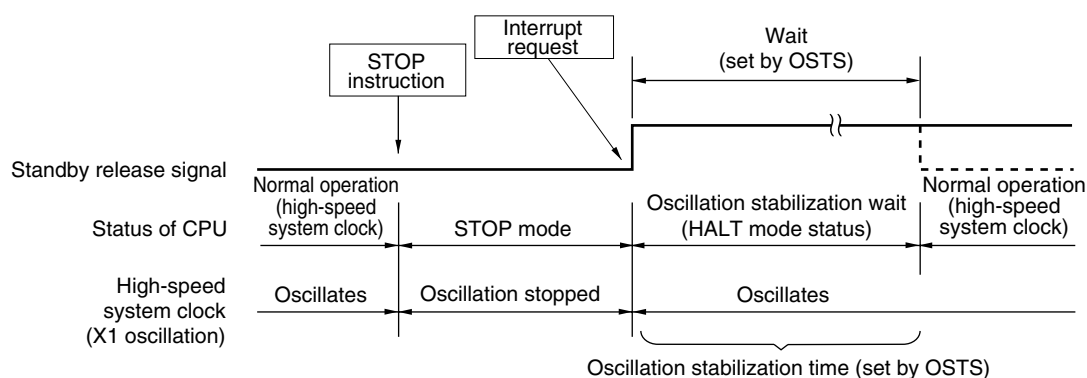 Interrupt
request
Wait
(set by OSTS)
STOP
instruction
Standby release signal
Normal operation
(high-speed
system clock)
Oscillation stabilization wait
(HALT mode status)
Normal operation
(high-speed
system clock)
Status of CPU
STOP mode
High-speed
system clock
(X1 oscillation)
Oscillates
Oscillation stopped
Oscillates
Oscillation stabilization time (set by OSTS)